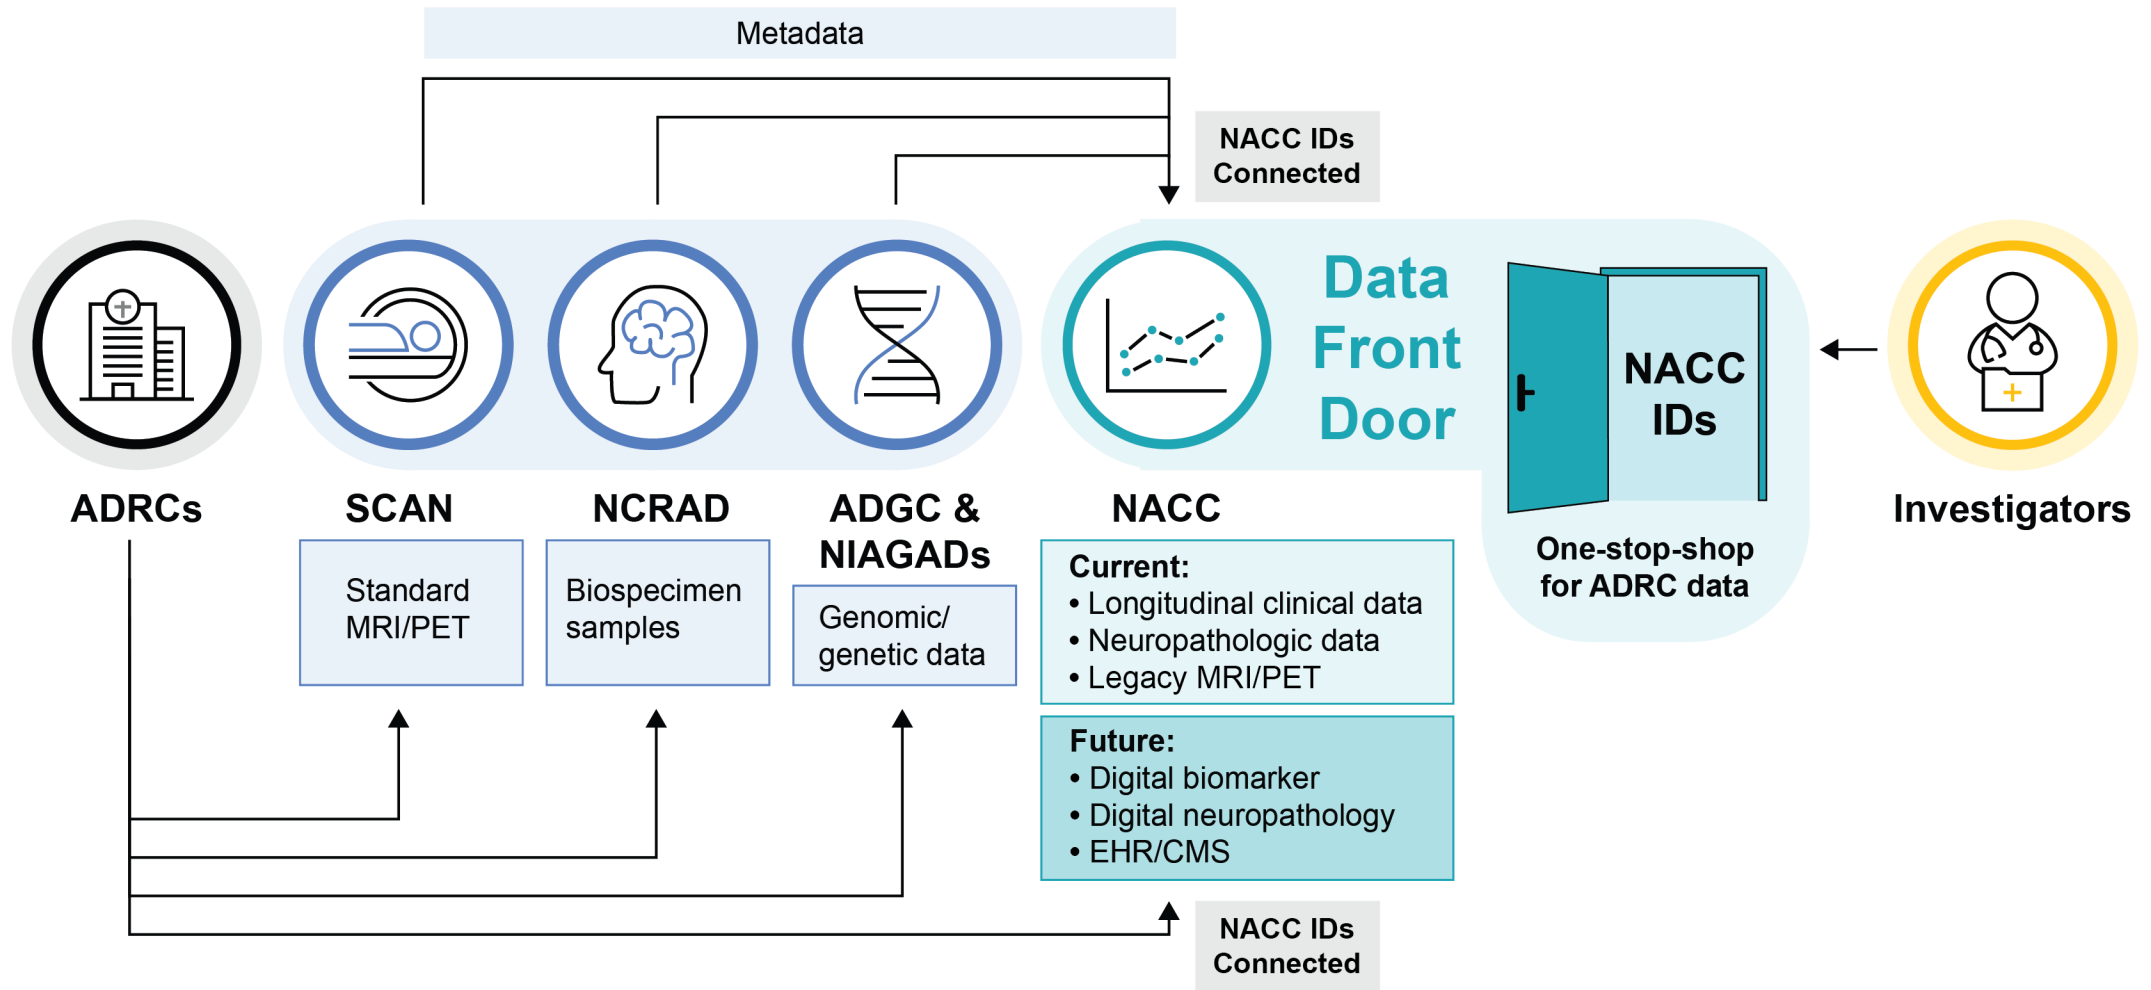 Metadata
NACC IDs
Connected
Data
Front
Door
NACC
IDs
ADRCs
SCAN
NCRAD
ADGC &
NIAGADs
NACC
Investigators
Standard
MRI/PET
Biospecimen
samples
Genomic/
genetic data
Current:
• Longitudinal clinical data
• Neuropathologic data
• Legacy MRI/PET
One-stop-shop
for ADRC data
Future:
• Digital biomarker
• Digital neuropathology
• EHR/CMS
NACC IDs
Connected